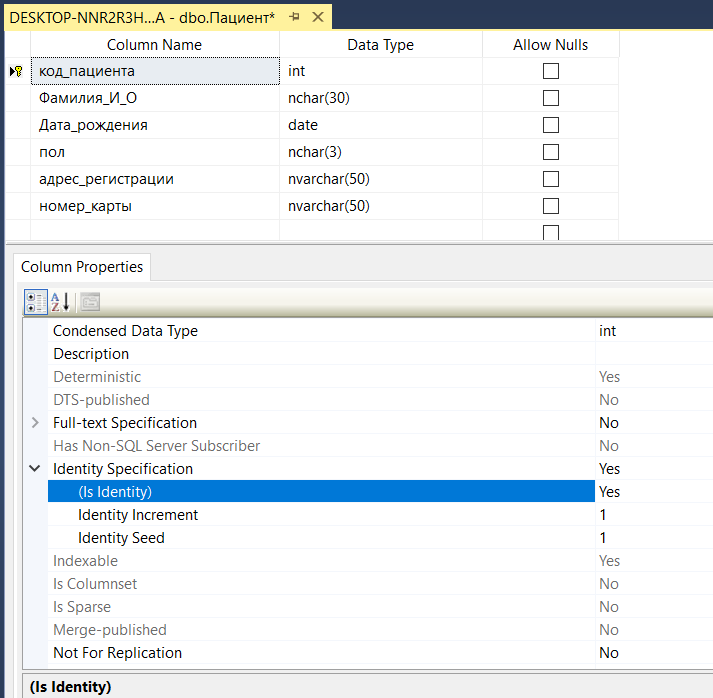 DESKTOP-NNR2R3H...A - dbo.Пациент*
Column Name Data Type Allow Nulls
код_пациента int
Фамилия_И_О nchar(30)
Дата_рождения date
пол nchar(3)
адрес_регистрации nvarchar(50)
номер_карты nvarchar(50)
Column Properties
Condensed Data Type int
Description
Deterministic Yes
DTS-published No
Full-text Specification No
Has Non-SQL Server Subscriber No
Identity Specification Yes
(Is Identity) Yes
Identity Increment 1
Identity Seed 1
Indexable Yes
Is Columnset No
Is Sparse No
Merge-published No
Not For Replication No
(Is Identity)